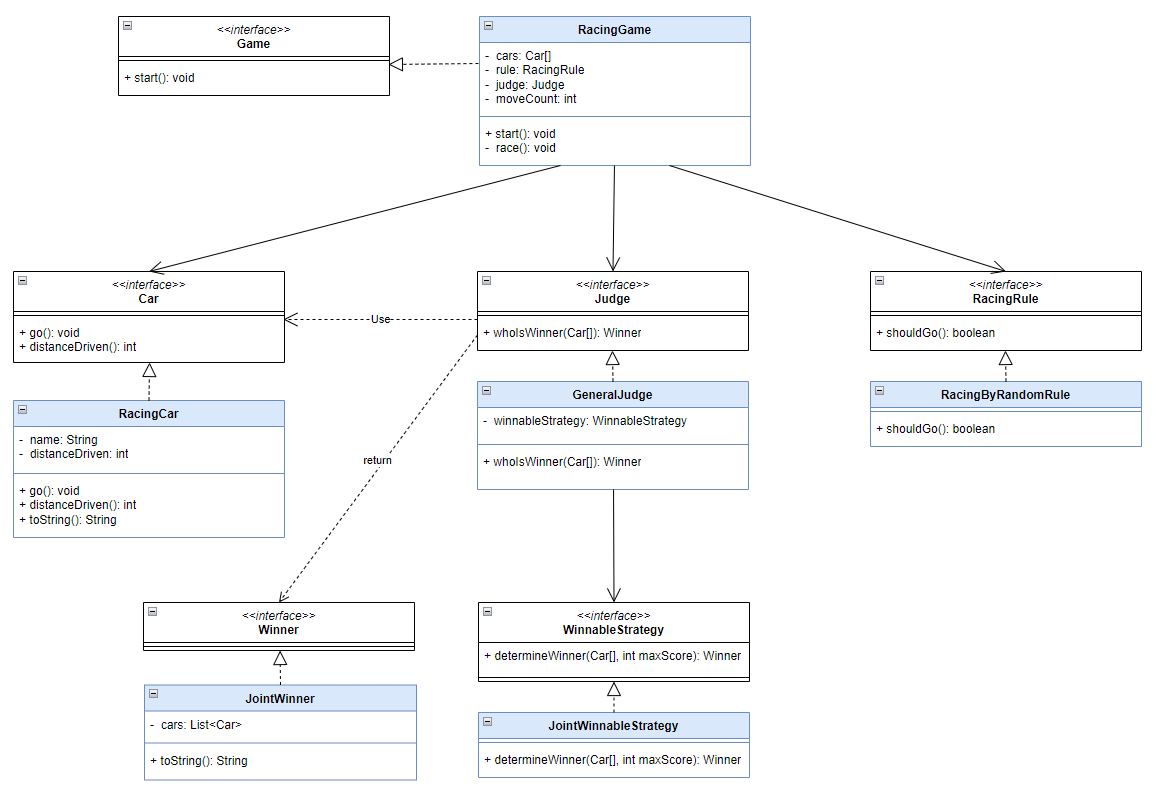 <<interface>>
Game
+ start(): void
RacingGame
- cars: Car[]
- rule: RacingRule
- judge: Judge
- moveCount: int
+ start(): void
- race(): void
<<interface>>
Car
+ go(): void
+ distanceDriven(): int
Use
<<interface>>
Judge
+ whoIsWinner(Car[]): Winner
<<interface>>
RacingRule
+ shouldGo(): boolean
RacingCar
- name: String
- distanceDriven: int
+ go(): void
+ distanceDriven(): int
+ toString(): String
GeneralJudge
- winnableStrategy: WinnableStrategy
+ whoIsWinner(Car[]): Winner
RacingByRandomRule
+ shouldGo(): boolean
return
<<interface>>
Winner
<<interface>>
WinnableStrategy
+ determineWinner(Car[], int maxScore): Winner
JointWinner
- cars: List<Car>
+ toString(): String
JointWinnableStrategy
+ determineWinner(Car[], int maxScore): Winner